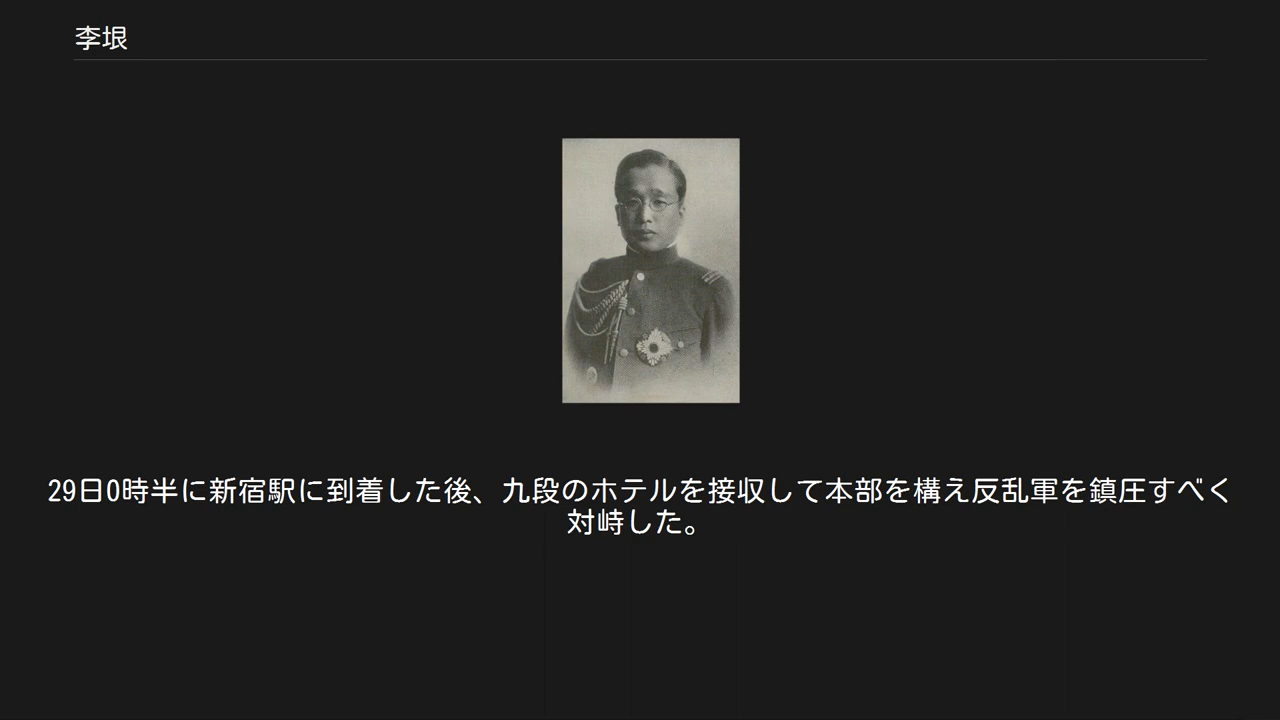 李垠
29日0時半に新宿駅に到着した後、九段のホテルを接収して本部を構え反乱軍を鎮圧すべく
対峙した。